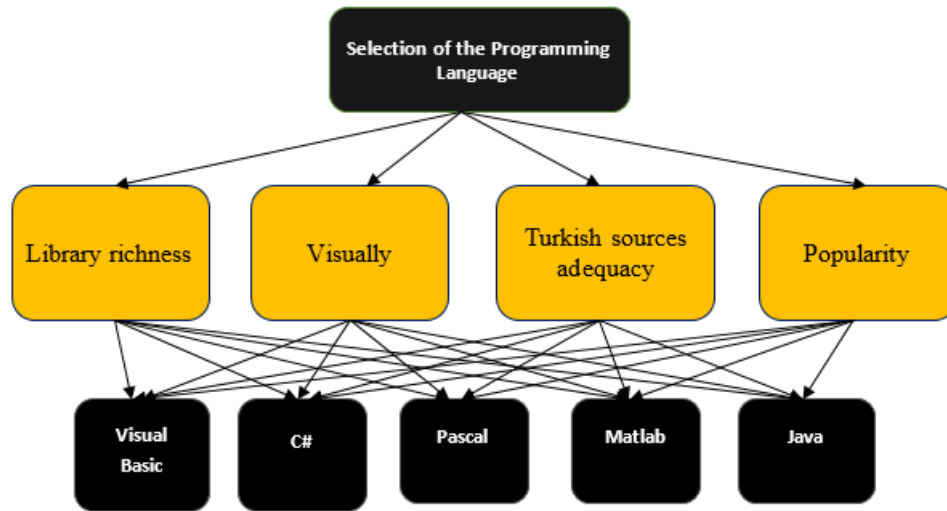 Selection of the Programming
Language
Library richness
Visually
Turkish sources
adequacy
Popularity
Visual
Basic
C#
Pascal
Matlab
Java